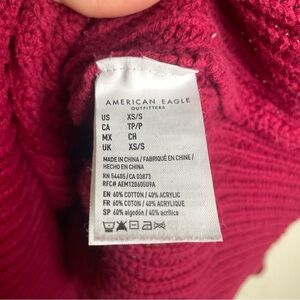 AMERICAN EAGLE
OUTFITTERS
US XS/S
CA TP/P
MX CH
UK XS/S
MADE IN CHINA / FABRIQUÉ EN CHINE /
HECHO EN CHINA
RN 54485 / CA 03873
RFC# AEM120605U9A
EN 60% COTTON / 40% ACRYLIC
FR 60% COTON / 40% ACRYLIQUE
SP 60% algodón / 40% acrílico